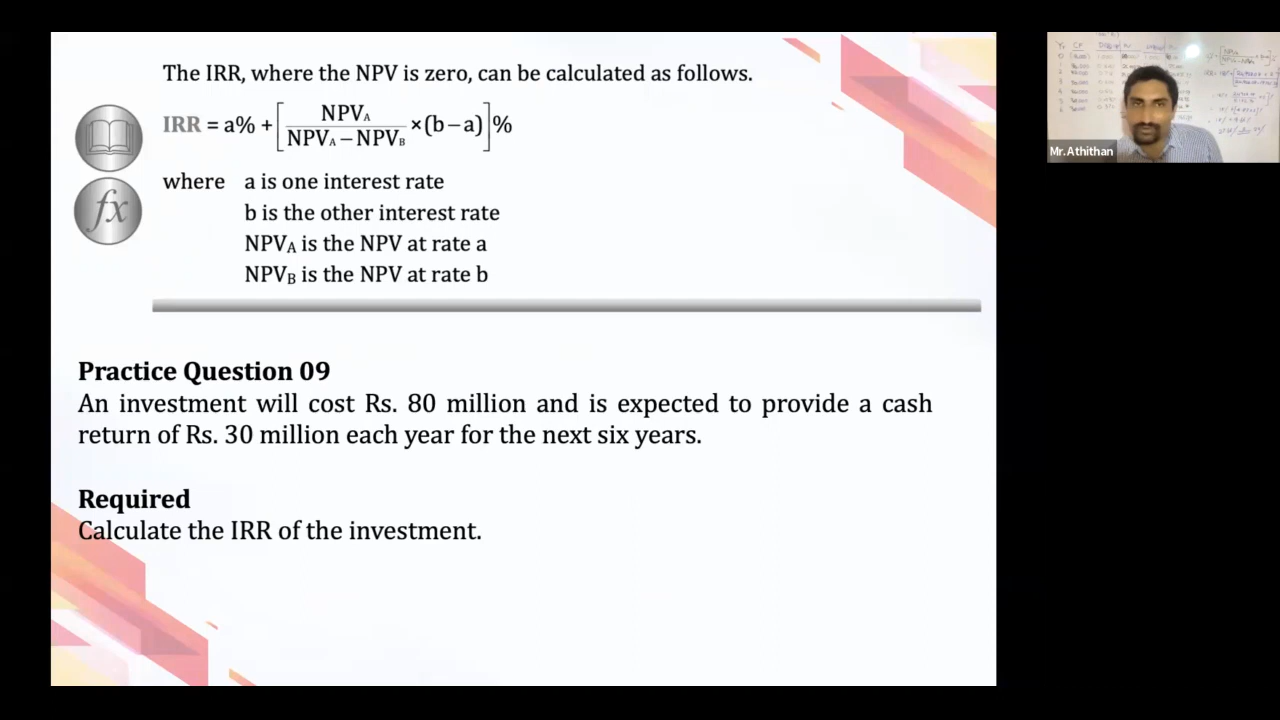 The IRR, where the NPV is zero, can be calculated as follows.
IRR = a% + [ NPVA / NPVA − NPVB × (b − a) ] %
where a is one interest rate
b is the other interest rate
NPVA is the NPV at rate a
NPVB is the NPV at rate b
fx
Practice Question 09
An investment will cost Rs. 80 million and is expected to provide a cash
return of Rs. 30 million each year for the next six years.
Required
Calculate the IRR of the investment.
Mr.Athithan